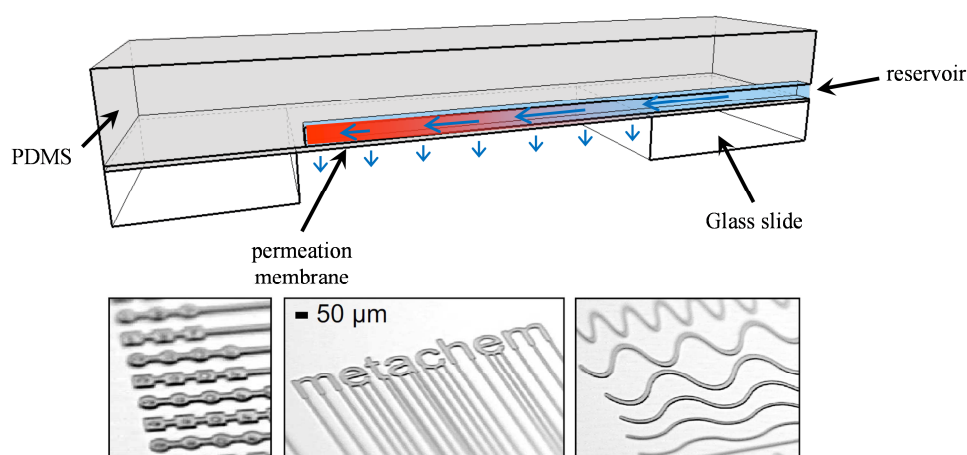 reservoir
PDMS
Glass slide
permeation
membrane
50 µm
metachem